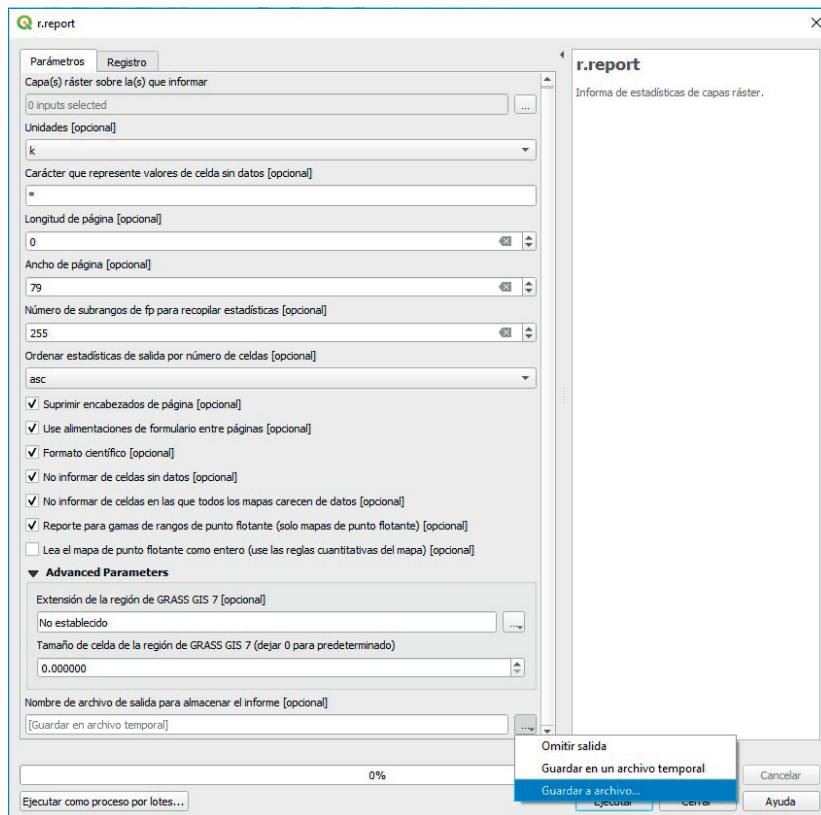 r.report
Parámetros
Registro
Capa(s) ráster sobre la(s) que informar
0 inputs selected
...
Unidades [opcional]
k
Carácter que represente valores de celda sin datos [opcional]
*
Longitud de página [opcional]
0
Ancho de página [opcional]
79
Número de subrangos de fp para recopilar estadísticas [opcional]
255
Ordenar estadísticas de salida por número de celdas [opcional]
asc
Suprimir encabezados de página [opcional]
Use alimentaciones de formulario entre páginas [opcional]
Formato científico [opcional]
No informar de celdas sin datos [opcional]
No informar de celdas en las que todos los mapas carecen de datos [opcional]
Reporte para gamas de rangos de punto flotante (solo mapas de punto flotante) [opcional]
Lea el mapa de punto flotante como entero (use las reglas cuantitativas del mapa) [opcional]
Advanced Parameters
Extensión de la región de GRASS GIS 7 [opcional]
No establecido
...
Tamaño de celda de la región de GRASS GIS 7 (dejar 0 para predeterminado)
0.000000
Nombre de archivo de salida para almacenar el informe [opcional]
[Guardar en archivo temporal]
...
r.report
Informa de estadísticas de capas ráster.
Omitir salida
Guardar en un archivo temporal
Guardar a archivo...
0%
Cancelar
Ejecutar como proceso por lotes...
Ejecutar
Cerrar
Ayuda